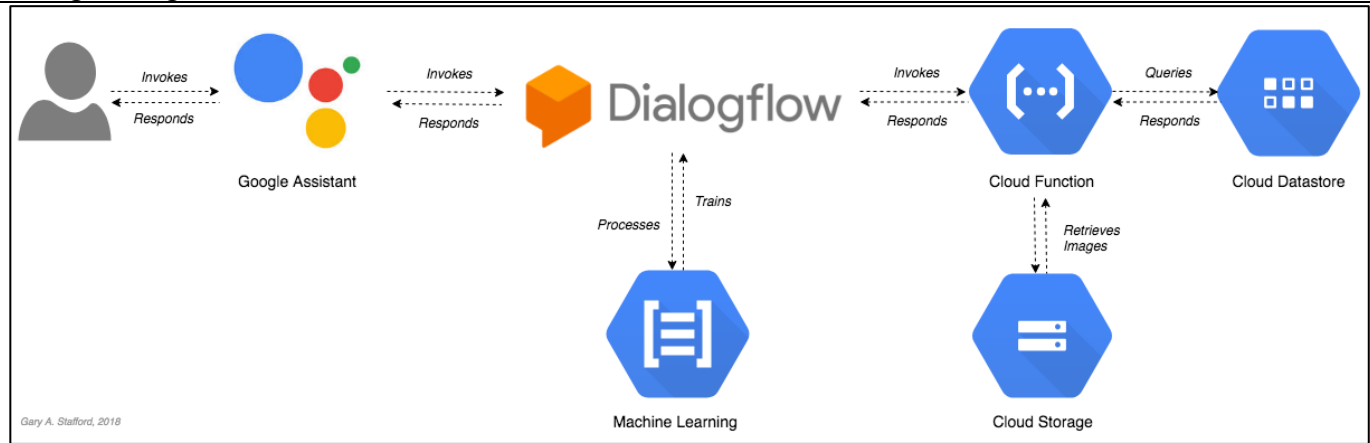 Invokes
Responds
Google Assistant
Invokes
Responds
Dialogflow
Processes
Trains
Machine Learning
Invokes
Responds
Cloud Function
Queries
Responds
Cloud Datastore
Retrieves
Images
Cloud Storage
Gary A. Stafford, 2018